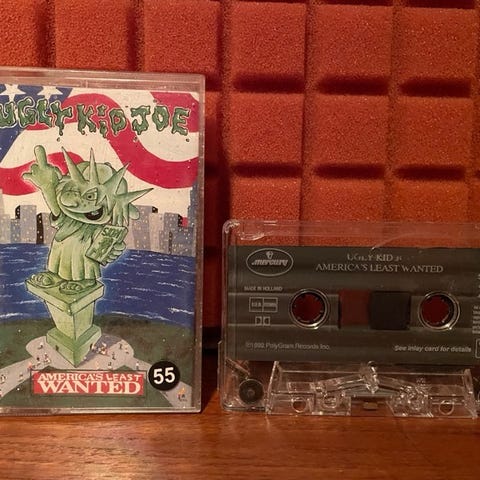 UGLY KID JOE
AMERICA'S LEAST
WANTED
55
mercury
UGLY KID J
AMERICA'S LEAST WANTED
MADE IN HOLLAND
1992 PolyGram Records Inc.
See inlay card for details